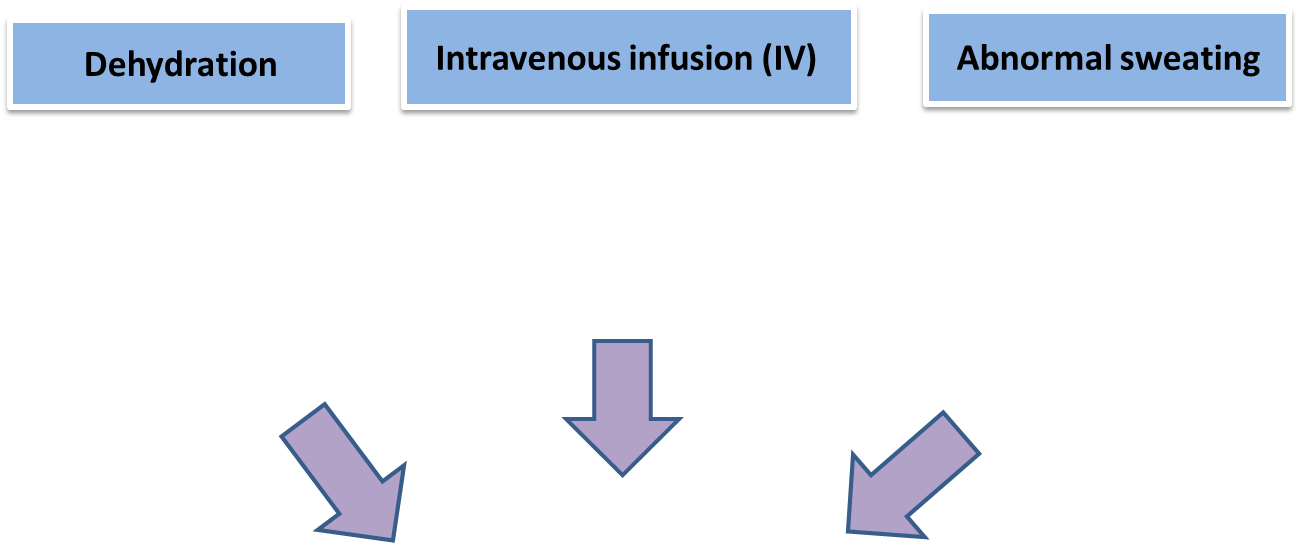 Dehydration
Intravenous infusion (IV)
Abnormal sweating